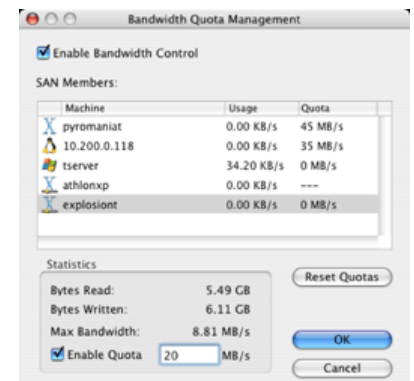 Bandwidth Quota Management
Enable Bandwidth Control
SAN Members:
Machine Usage Quota
pyromaniat 0.00 KB/s 45 MB/s
10.200.0.118 0.00 KB/s 35 MB/s
tserver 34.20 KB/s 0 MB/s
athlonxp 0.00 KB/s ---
explosiont 0.00 KB/s 0 MB/s
Statistics
Bytes Read: 5.49 GB
Reset Quotas
Bytes Written: 6.11 GB
Max Bandwidth: 8.81 MB/s
OK
Enable Quota 20 MB/s
Cancel